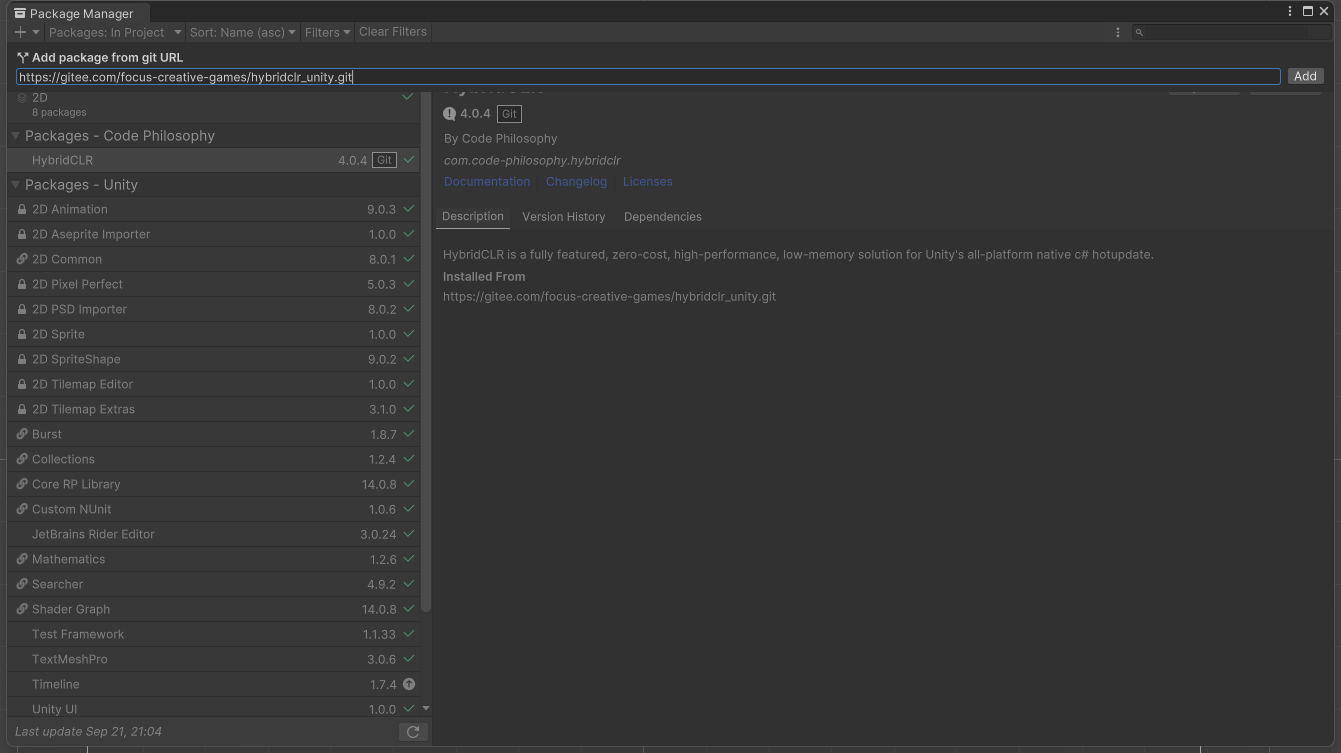 Package Manager
Packages: In Project Sort: Name (asc) Filters Clear Filters
Add package from git URL
https://gitee.com/focus-creative-games/hybridclr_unity.git Add
2D
8 packages
Packages - Code Philosophy
HybridCLR 4.0.4 Git
Packages - Unity
2D Animation 9.0.3
2D Aseprite Importer 1.0.0
2D Common 8.0.1
2D Pixel Perfect 5.0.3
2D PSD Importer 8.0.2
2D Sprite 1.0.0
2D SpriteShape 9.0.2
2D Tilemap Editor 1.0.0
2D Tilemap Extras 3.1.0
Burst 1.8.7
Collections 1.2.4
Core RP Library 14.0.8
Custom NUnit 1.0.6
JetBrains Rider Editor 3.0.24
Mathematics 1.2.6
Searcher 4.9.2
Shader Graph 14.0.8
Test Framework 1.1.33
TextMeshPro 3.0.6
Timeline 1.7.4
Unity UI 1.0.0
Last update Sep 21, 21:04
4.0.4 Git
By Code Philosophy
com.code-philosophy.hybridclr
Documentation Changelog Licenses
Description Version History Dependencies
HybridCLR is a fully featured, zero-cost, high-performance, low-memory solution for Unity's all-platform native c# hotupdate.
Installed From
https://gitee.com/focus-creative-games/hybridclr_unity.git